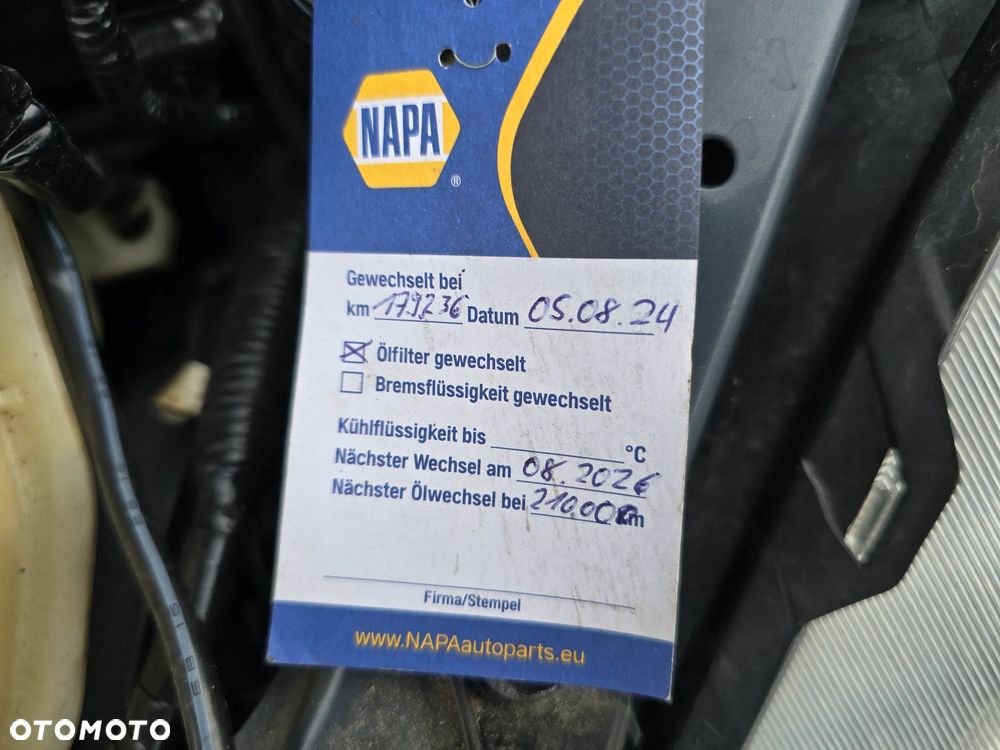 NAPA
®
Gewechselt bei
km 179236 Datum 05.08.24
Ölfilter gewechselt
Bremsflüssigkeit gewechselt
Kühlflüssigkeit bis °C
Nächster Wechsel am 08.2026
Nächster Ölwechsel bei 210.000 km
Firma/Stempel
www.NAPAautoparts.eu
OTOMOTO